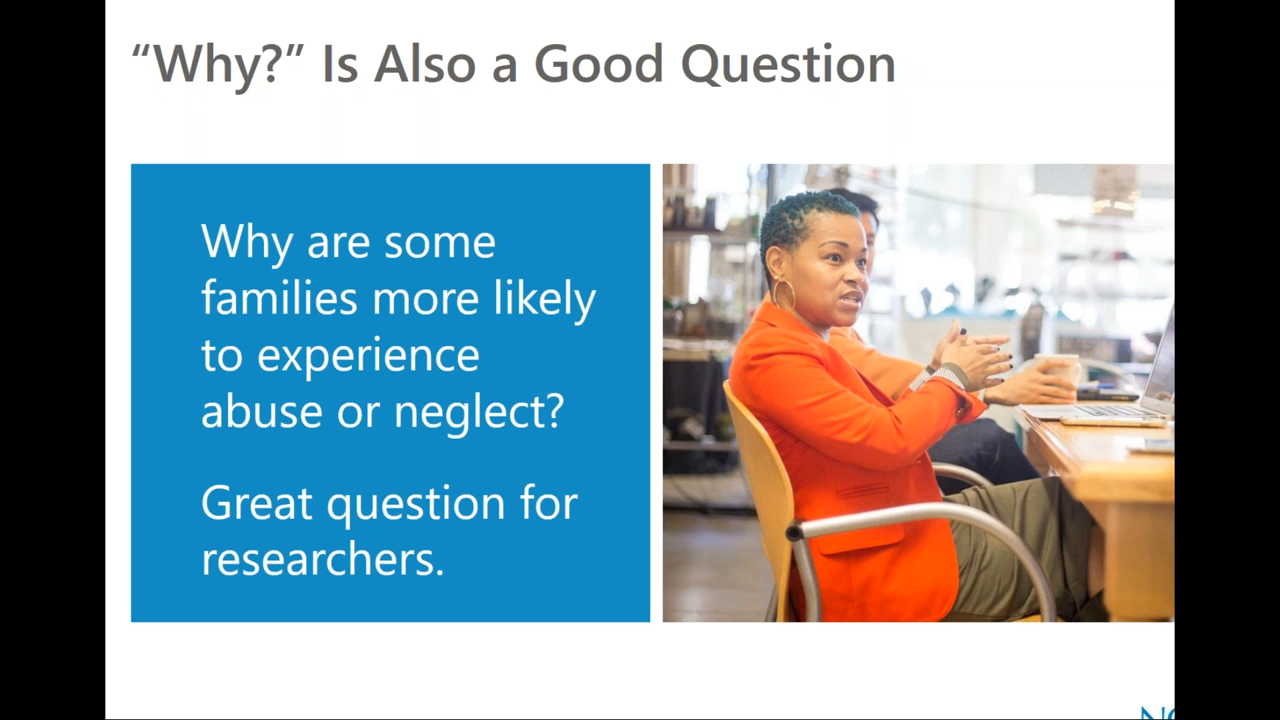 “Why?” Is Also a Good Question
Why are some
families more likely
to experience
abuse or neglect?
Great question for
researchers.